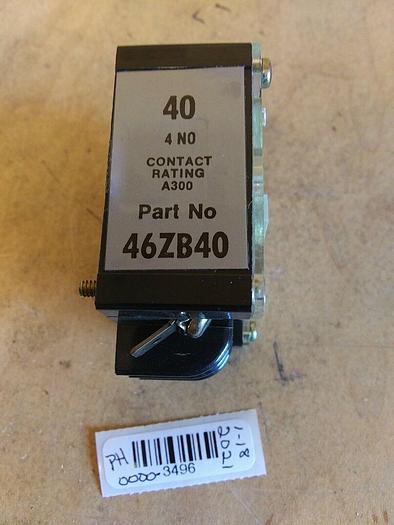 40
4 NO
CONTACT
RATING
A300
Part No
46ZB40
PH
0000-3496
1-18
2021